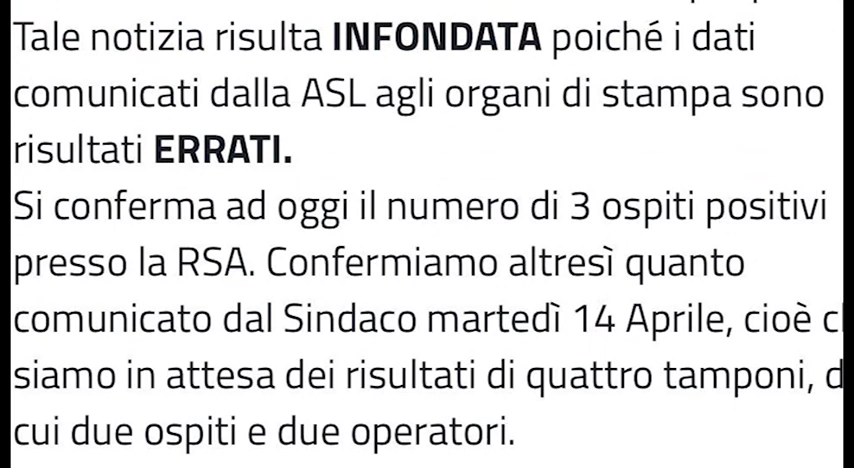 Tale notizia risulta INFONDATA poiché i dati
comunicati dalla ASL agli organi di stampa sono
risultati ERRATI.
Si conferma ad oggi il numero di 3 ospiti positivi
presso la RSA. Confermiamo altresì quanto
comunicato dal Sindaco martedì 14 Aprile, cioè
siamo in attesa dei risultati di quattro tamponi,
cui due ospiti e due operatori.